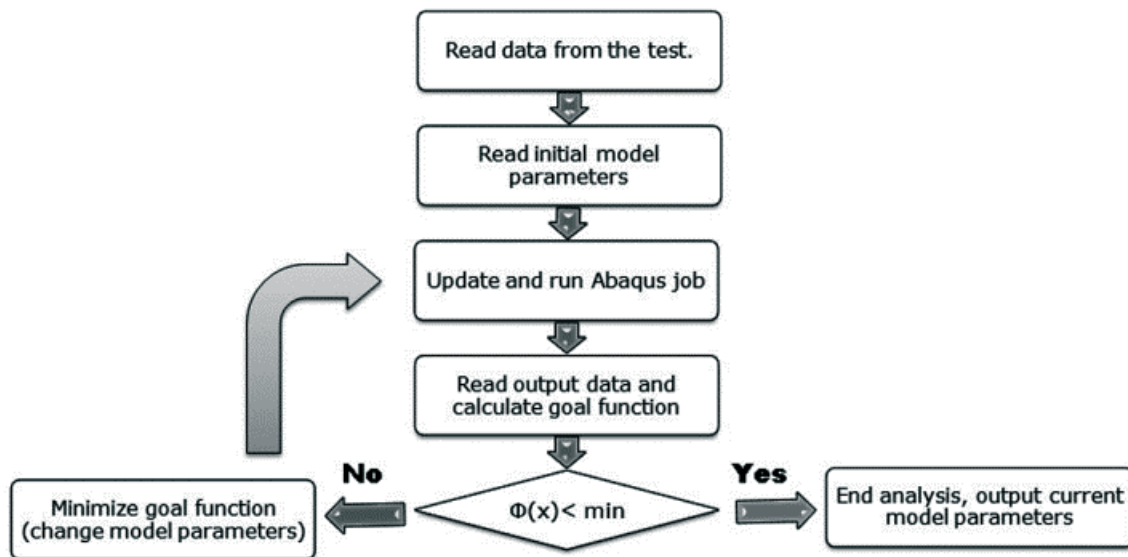 Read data from the test.
Read initial model
parameters
Update and run Abaqus job
Read output data and
calculate goal function
No
Yes
Minimize goal function
(change model parameters)
Φ(x)< min
End analysis, output current
model parameters